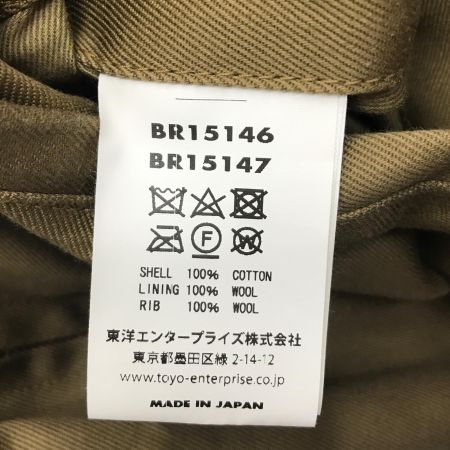 BR15146
BR15147
F W
SHELL 100% COTTON
LINING 100% WOOL
RIB 100% WOOL
東洋エンタープライズ株式会社
東京都墨田区緑 2-14-12
www.toyo-enterprise.co.jp
MADE IN JAPAN